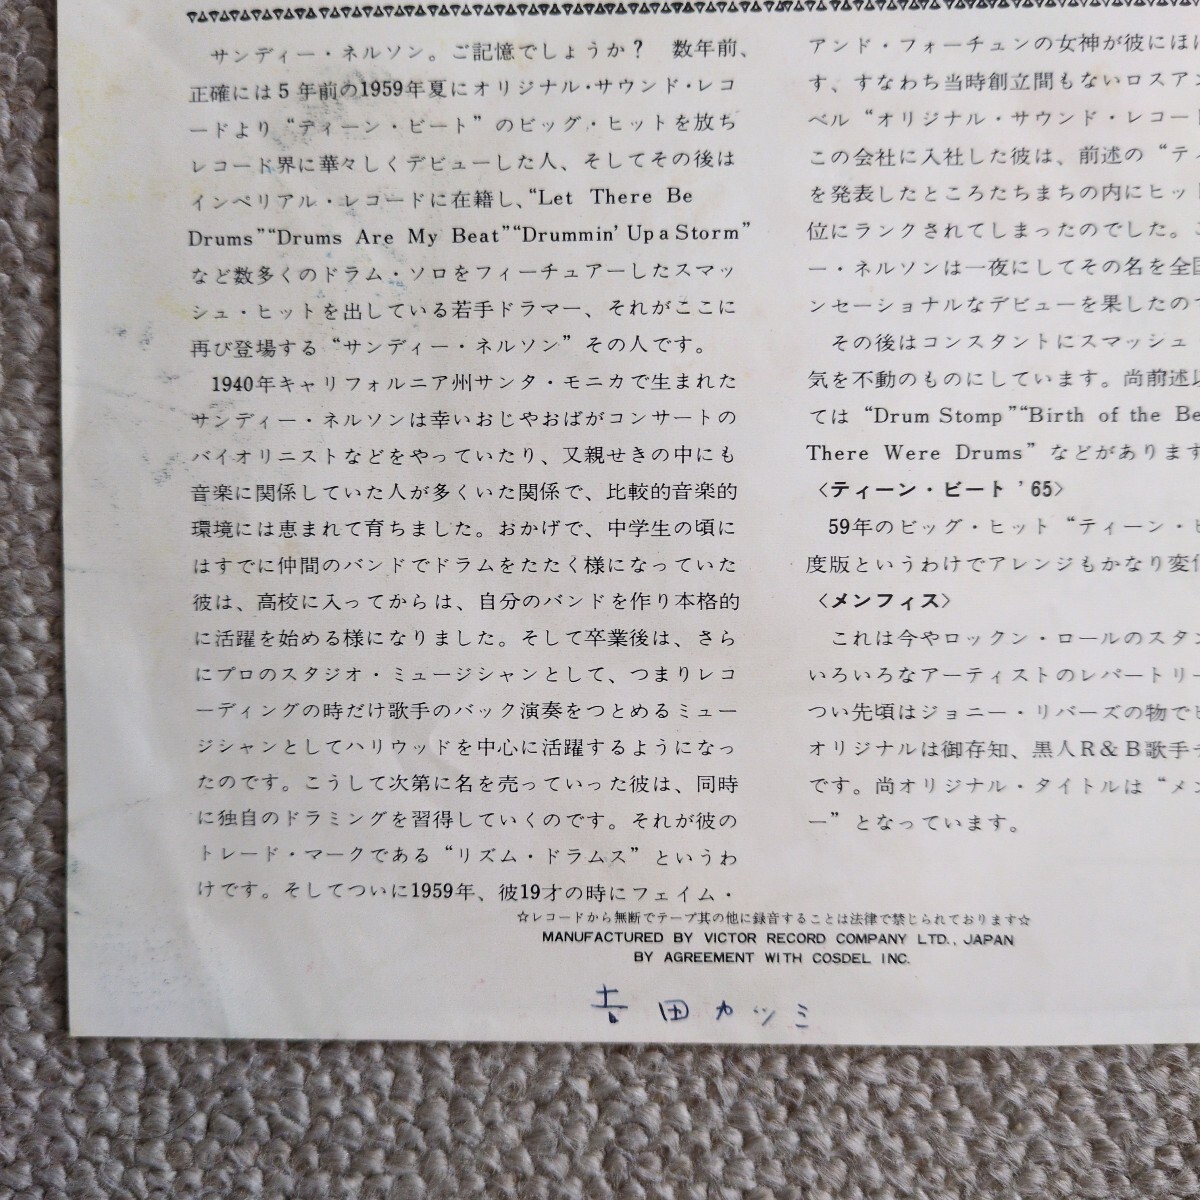 サンディー・ネルソン。ご記憶でしょうか？　数年前、
正確には５年前の1959年夏にオリジナル・サウンド・レコ
ードより“ティーン・ビート”のビッグ・ヒットを放ち
レコード界に華々しくデビューした人、そしてその後は
インペリアル・レコードに在籍し、“Let There Be
Drums”“Drums Are My Beat”“Drummin' Up a Storm”
など数多くのドラム・ソロをフィーチュアーしたスマッ
シュ・ヒットを出している若手ドラマー、それがここに
再び登場する“サンディー・ネルソン”その人です。
1940年キャリフォルニア州サンタ・モニカで生まれた
サンディー・ネルソンは幸いおじやおばがコンサートの
バイオリニストなどをやっていたり、又親せきの中にも
音楽に関係していた人が多くいた関係で、比較的音楽的
環境には恵まれて育ちました。おかげで、中学生の頃に
はすでに仲間のバンドでドラムをたたく様になっていた
彼は、高校に入ってからは、自分のバンドを作り本格的
に活躍を始める様になりました。そして卒業後は、さら
にプロのスタジオ・ミュージシャンとして、つまりレコ
ーディングの時だけ歌手のバック演奏をつとめるミュー
ジシャンとしてハリウッドを中心に活躍するようになっ
たのです。こうして次第に名を売っていった彼は、同時
に独自のドラミングを習得していくのです。それが彼の
トレード・マークである“リズム・ドラムス”というわ
けです。そしてついに1959年、彼19才の時にフェイム・
アンド・フォーチュンの女神が彼にほ
す、すなわち当時創立間もないロスア
ベル“オリジナル・サウンド・レコー
この会社に入社した彼は、前述の“テ
を発表したところたちまちの内にヒッ
位にランクされてしまったのでした。
ー・ネルソンは一夜にしてその名を全国
ンセーショナルなデビューを果したの
その後はコンスタントにスマッシュ・
気を不動のものにしています。尚前述以
ては“Drum Stomp”“Birth of the Be
There Were Drums”などがあります
〈ティーン・ビート '65〉
59年のビッグ・ヒット“ティーン・
度版というわけでアレンジもかなり変化
〈メンフィス〉
これは今やロックン・ロールのスタン
いろいろなアーティストのレパートリー
つい先頃はジョニー・リバーズの物で
オリジナルは御存知、黒人R＆B歌手
です。尚オリジナル・タイトルは“メン
ー”となっています。
☆レコードから無断でテープ其の他に録音することは法律で禁じられております☆
MANUFACTURED BY VICTOR RECORD COMPANY LTD., JAPAN
BY AGREEMENT WITH COSDEL INC.
吉田カツミ